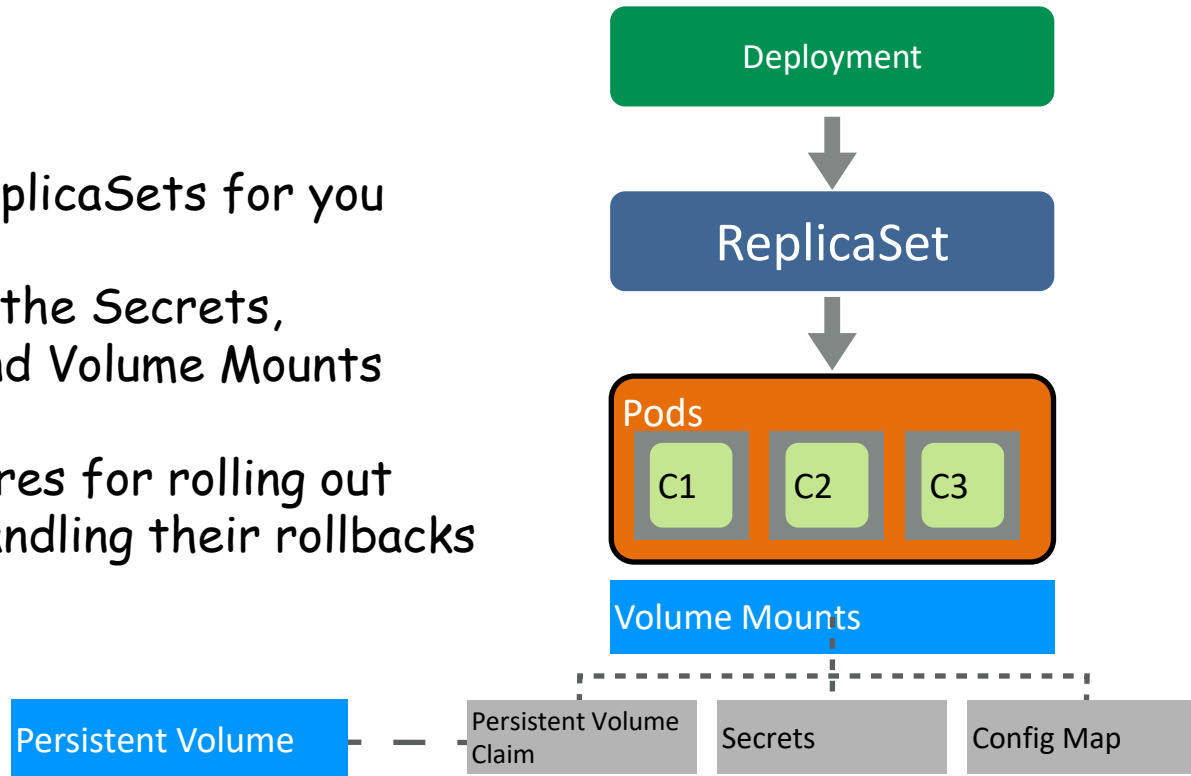 plicaSets for you
the Secrets,
nd Volume Mounts
res for rolling out
ndling their rollbacks
Deployment
ReplicaSet
Pods
C1
C2
C3
Volume Mounts
Persistent Volume
Persistent Volume
Claim
Secrets
Config Map